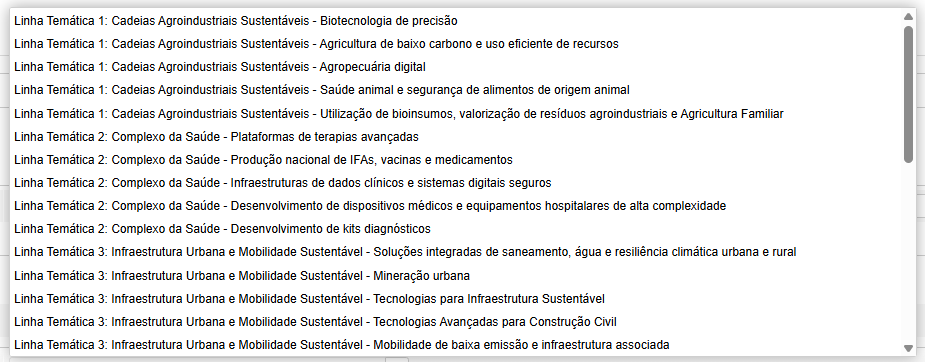 Linha Temática 1: Cadeias Agroindustriais Sustentáveis - Biotecnologia de precisão
Linha Temática 1: Cadeias Agroindustriais Sustentáveis - Agricultura de baixo carbono e uso eficiente de recursos
Linha Temática 1: Cadeias Agroindustriais Sustentáveis - Agropecuária digital
Linha Temática 1: Cadeias Agroindustriais Sustentáveis - Saúde animal e segurança de alimentos de origem animal
Linha Temática 1: Cadeias Agroindustriais Sustentáveis - Utilização de bioinsumos, valorização de resíduos agroindustriais e Agricultura Familiar
Linha Temática 2: Complexo da Saúde - Plataformas de terapias avançadas
Linha Temática 2: Complexo da Saúde - Produção nacional de IFAs, vacinas e medicamentos
Linha Temática 2: Complexo da Saúde - Infraestruturas de dados clínicos e sistemas digitais seguros
Linha Temática 2: Complexo da Saúde - Desenvolvimento de dispositivos médicos e equipamentos hospitalares de alta complexidade
Linha Temática 2: Complexo da Saúde - Desenvolvimento de kits diagnósticos
Linha Temática 3: Infraestrutura Urbana e Mobilidade Sustentável - Soluções integradas de saneamento, água e resiliência climática urbana e rural
Linha Temática 3: Infraestrutura Urbana e Mobilidade Sustentável - Mineração urbana
Linha Temática 3: Infraestrutura Urbana e Mobilidade Sustentável - Tecnologias para Infraestrutura Sustentável
Linha Temática 3: Infraestrutura Urbana e Mobilidade Sustentável - Tecnologias Avançadas para Construção Civil
Linha Temática 3: Infraestrutura Urbana e Mobilidade Sustentável - Mobilidade de baixa emissão e infraestrutura associada